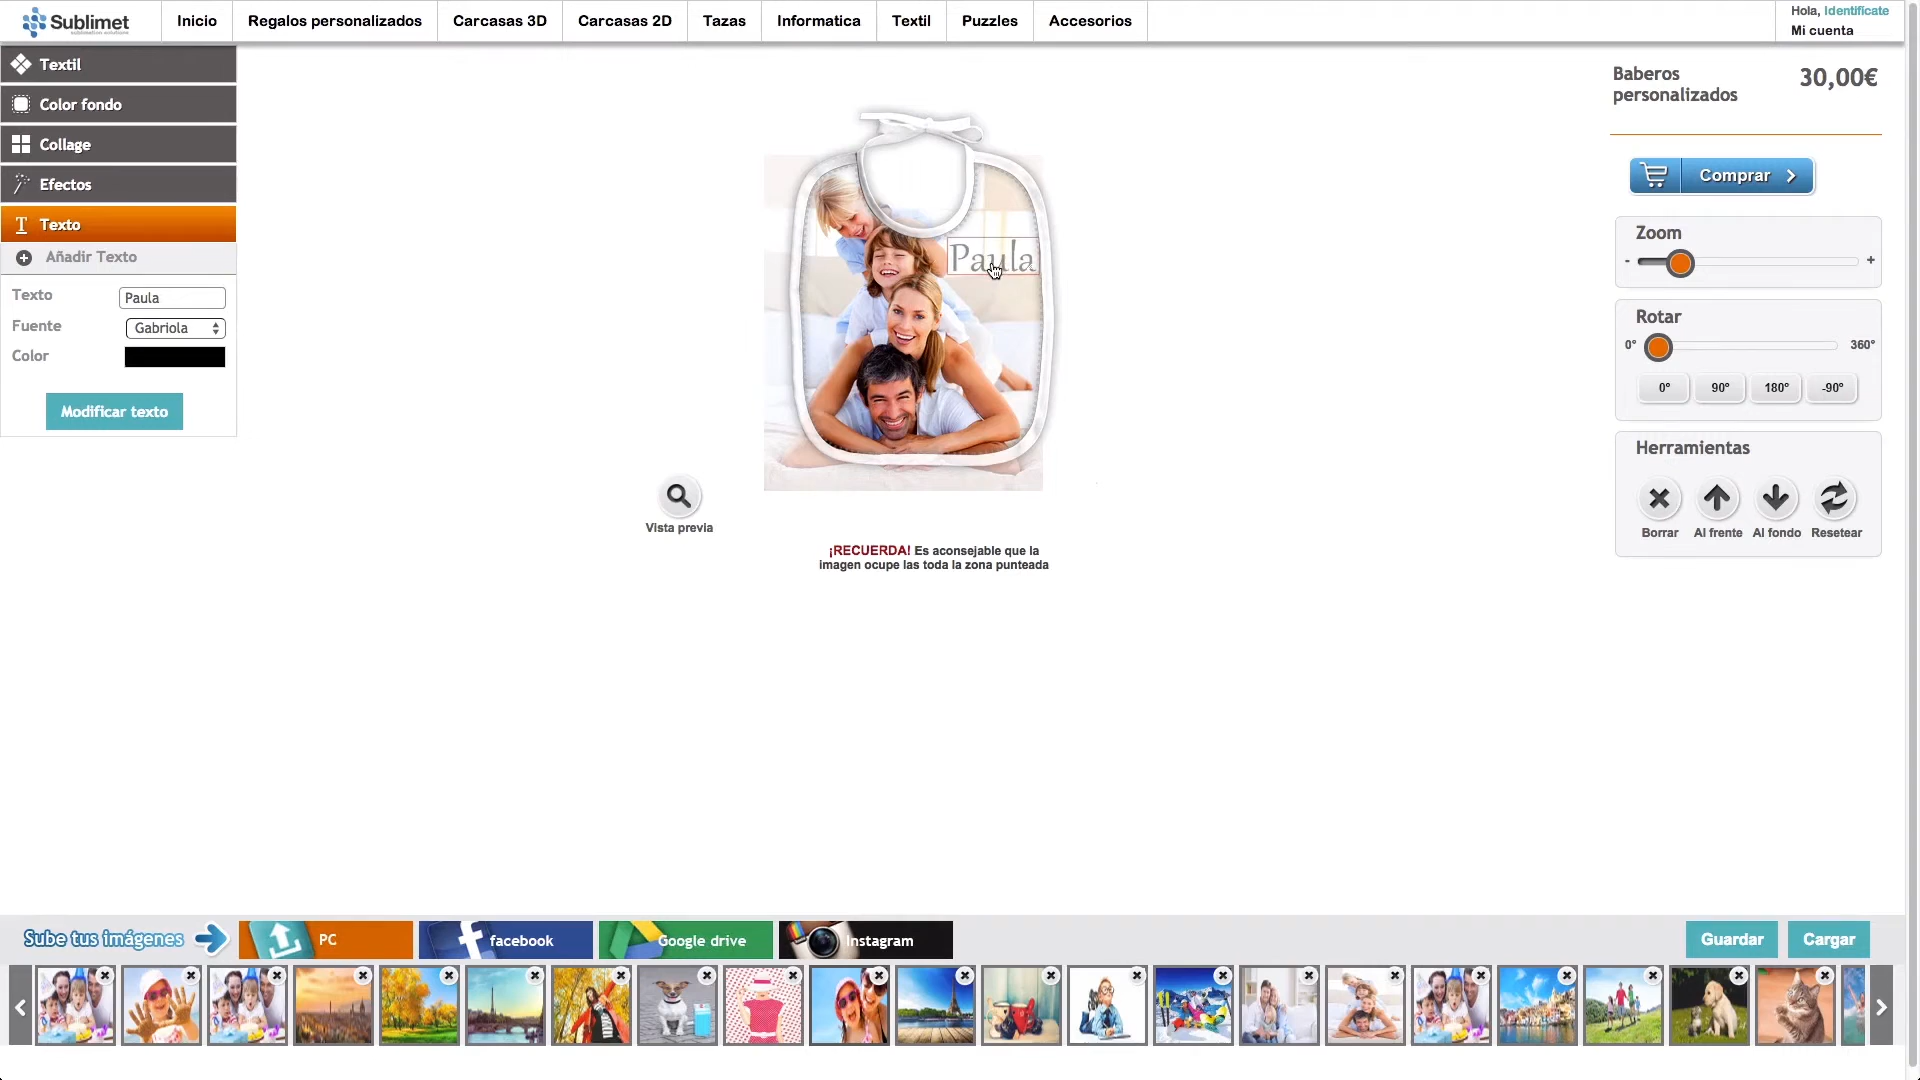 Sublimet
Inicio
Regalos personalizados
Carcasas 3D
Carcasas 2D
Tazas
Informatica
Textil
Puzzles
Accesorios
Hola, Identifícate
Mi cuenta
Textil
Color fondo
Collage
Efectos
Texto
Añadir Texto
Texto Paula
Fuente Gabriola
Color
Modificar texto
Paula
Vista previa
¡RECUERDA! Es aconsejable que la
imagen ocupe las toda la zona punteada
Baberos
personalizados
30,00€
Comprar
Zoom
- +
Rotar
0° 360°
0° 90° 180° -90°
Herramientas
Borrar Al frente Al fondo Resetear
Sube tus imágenes
PC
facebook
Google drive
Instagram
Guardar
Cargar